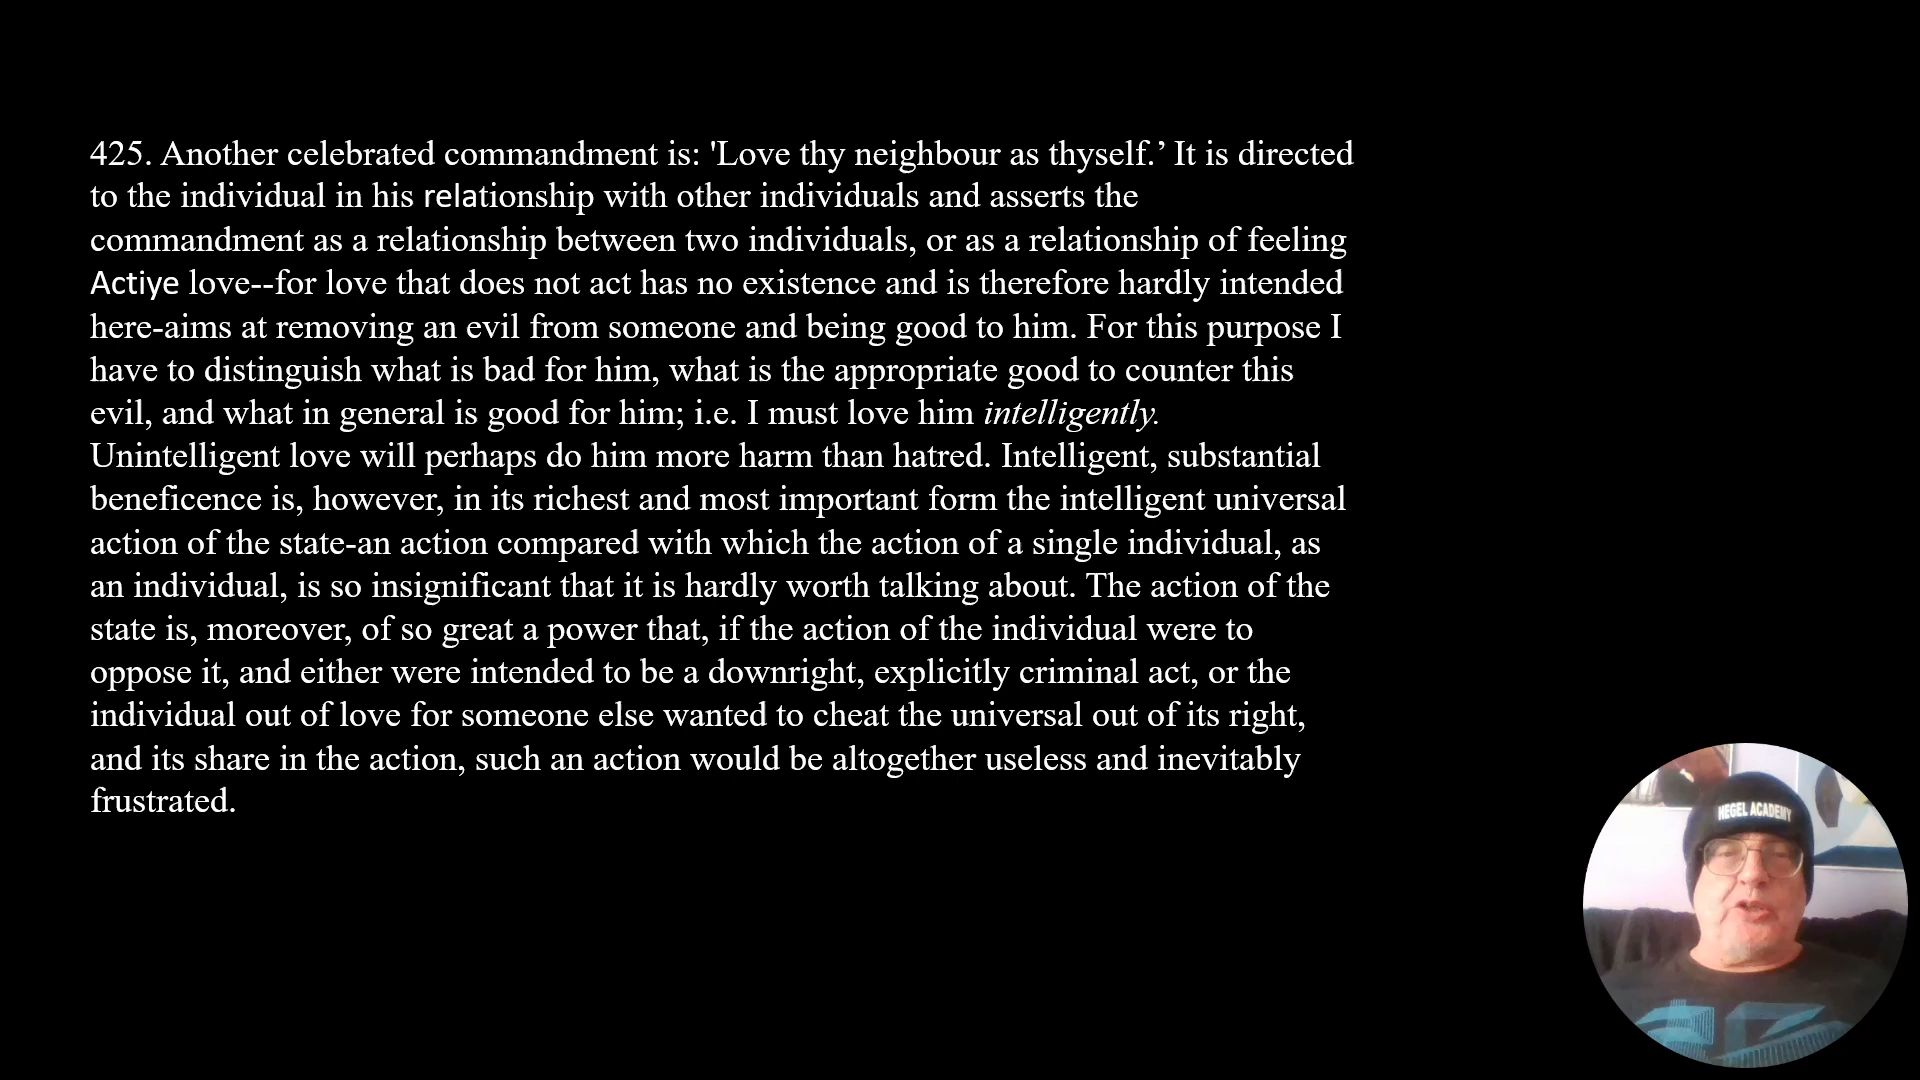 425. Another celebrated commandment is: 'Love thy neighbour as thyself.’ It is directed
to the individual in his relationship with other individuals and asserts the
commandment as a relationship between two individuals, or as a relationship of feeling
Actiye love--for love that does not act has no existence and is therefore hardly intended
here-aims at removing an evil from someone and being good to him. For this purpose I
have to distinguish what is bad for him, what is the appropriate good to counter this
evil, and what in general is good for him; i.e. I must love him intelligently.
Unintelligent love will perhaps do him more harm than hatred. Intelligent, substantial
beneficence is, however, in its richest and most important form the intelligent universal
action of the state-an action compared with which the action of a single individual, as
an individual, is so insignificant that it is hardly worth talking about. The action of the
state is, moreover, of so great a power that, if the action of the individual were to
oppose it, and either were intended to be a downright, explicitly criminal act, or the
individual out of love for someone else wanted to cheat the universal out of its right,
and its share in the action, such an action would be altogether useless and inevitably
frustrated.
HEGEL ACADEMY